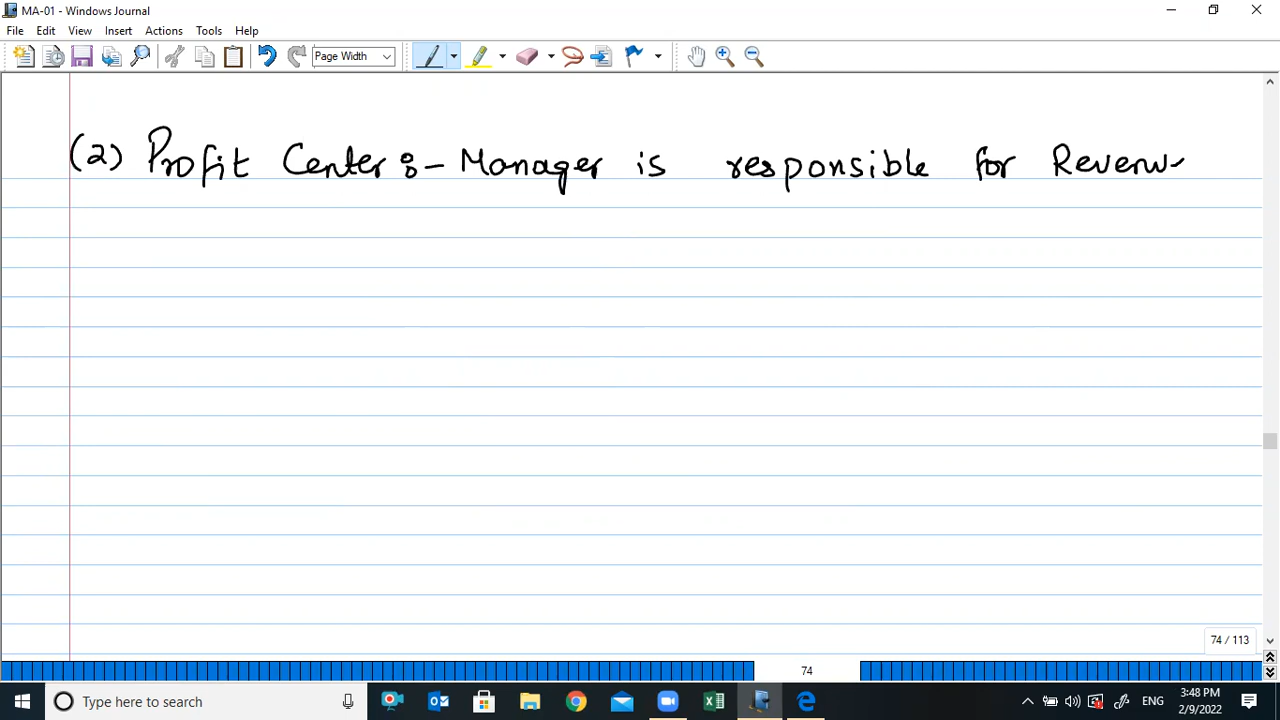 MA-01 - Windows Journal
File Edit View Insert Actions Tools Help
Page Width
(2) Profit Center :- Manager is responsible for Revenu
74 / 113
74
Type here to search
ENG
3:48 PM
2/9/2022